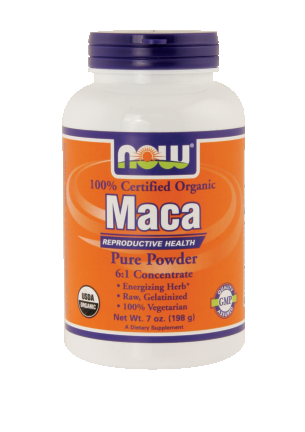 NOW
100% Certified Organic
Maca
REPRODUCTIVE HEALTH
Pure Powder
6:1 Concentrate
• Energizing Herb*
• Raw, Gelatinized
• 100% Vegetarian
Net Wt. 7 oz. (198 g)
A Dietary Supplement
USDA
ORGANIC
GMP